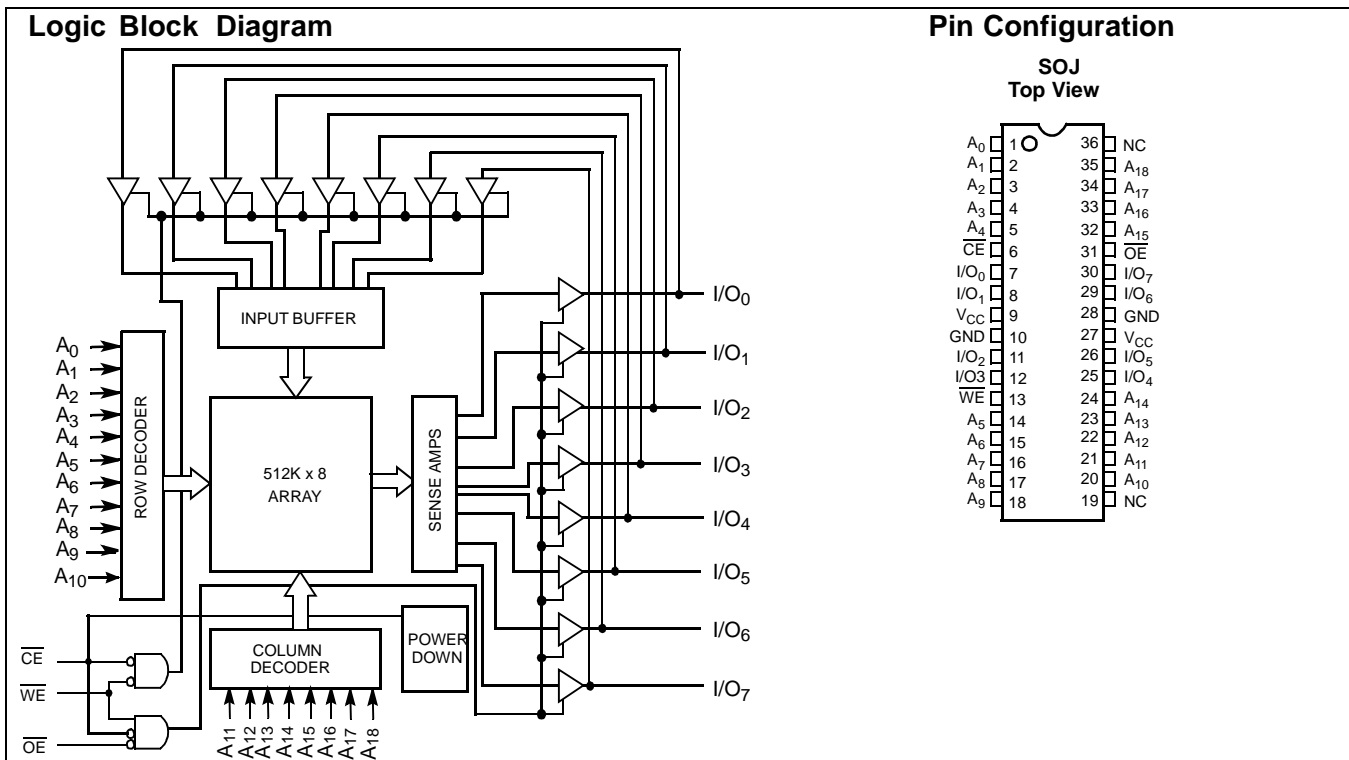 Logic Block Diagram
INPUT BUFFER
A0
A1
A2
A3
A4
A5
A6
A7
A8
A9
A10
ROW DECODER
512K x 8
ARRAY
SENSE AMPS
I/O0
I/O1
I/O2
I/O3
I/O4
I/O5
I/O6
I/O7
COLUMN
DECODER
POWER
DOWN
A11
A12
A13
A14
A15
A16
A17
A18
CE
WE
OE
Pin Configuration
SOJ
Top View
A0 1 36 NC
A1 2 35 A18
A2 3 34 A17
A3 4 33 A16
A4 5 32 A15
CE 6 31 OE
I/O0 7 30 I/O7
I/O1 8 29 I/O6
VCC 9 28 GND
GND 10 27 VCC
I/O2 11 26 I/O5
I/O3 12 25 I/O4
WE 13 24 A14
A5 14 23 A13
A6 15 22 A12
A7 16 21 A11
A8 17 20 A10
A9 18 19 NC